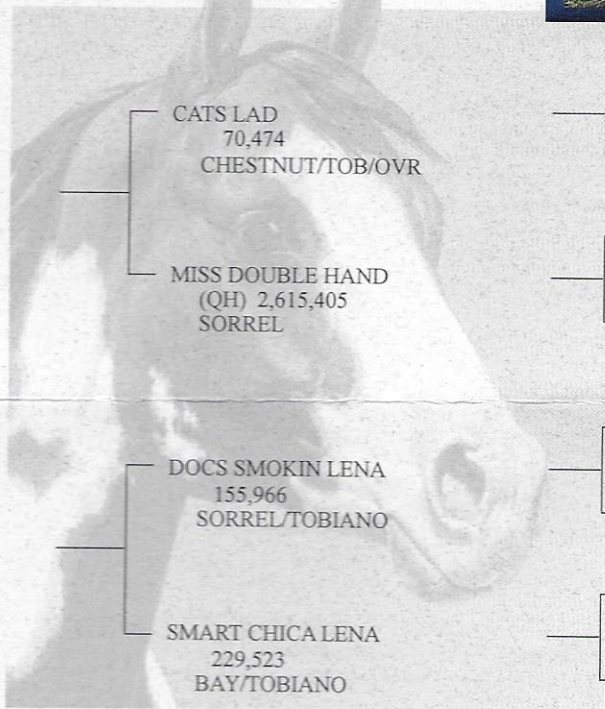 CATS LAD
70,474
CHESTNUT/TOB/OVR
MISS DOUBLE HAND
(QH) 2,615,405
SORREL
DOCS SMOKIN LENA
155,966
SORREL/TOBIANO
SMART CHICA LENA
229,523
BAY/TOBIANO